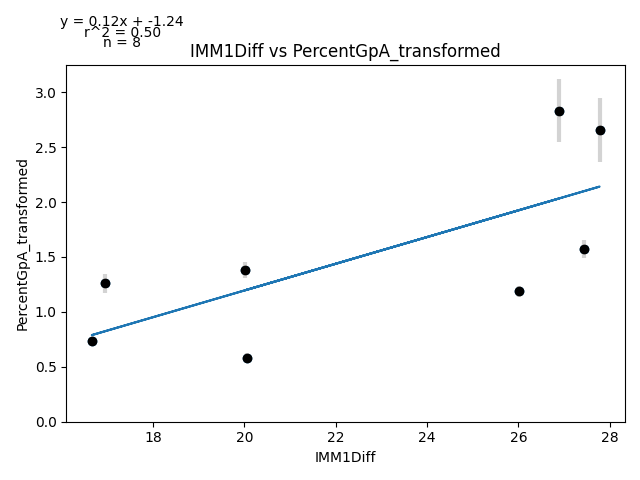 y = 0.12x + -1.24
r^2 = 0.50
n = 8
IMM1Diff vs PercentGpA_transformed
3.0
2.5
2.0
1.5
1.0
0.5
0.0
PercentGpA_transformed
18 20 22 24 26 28
IMM1Diff